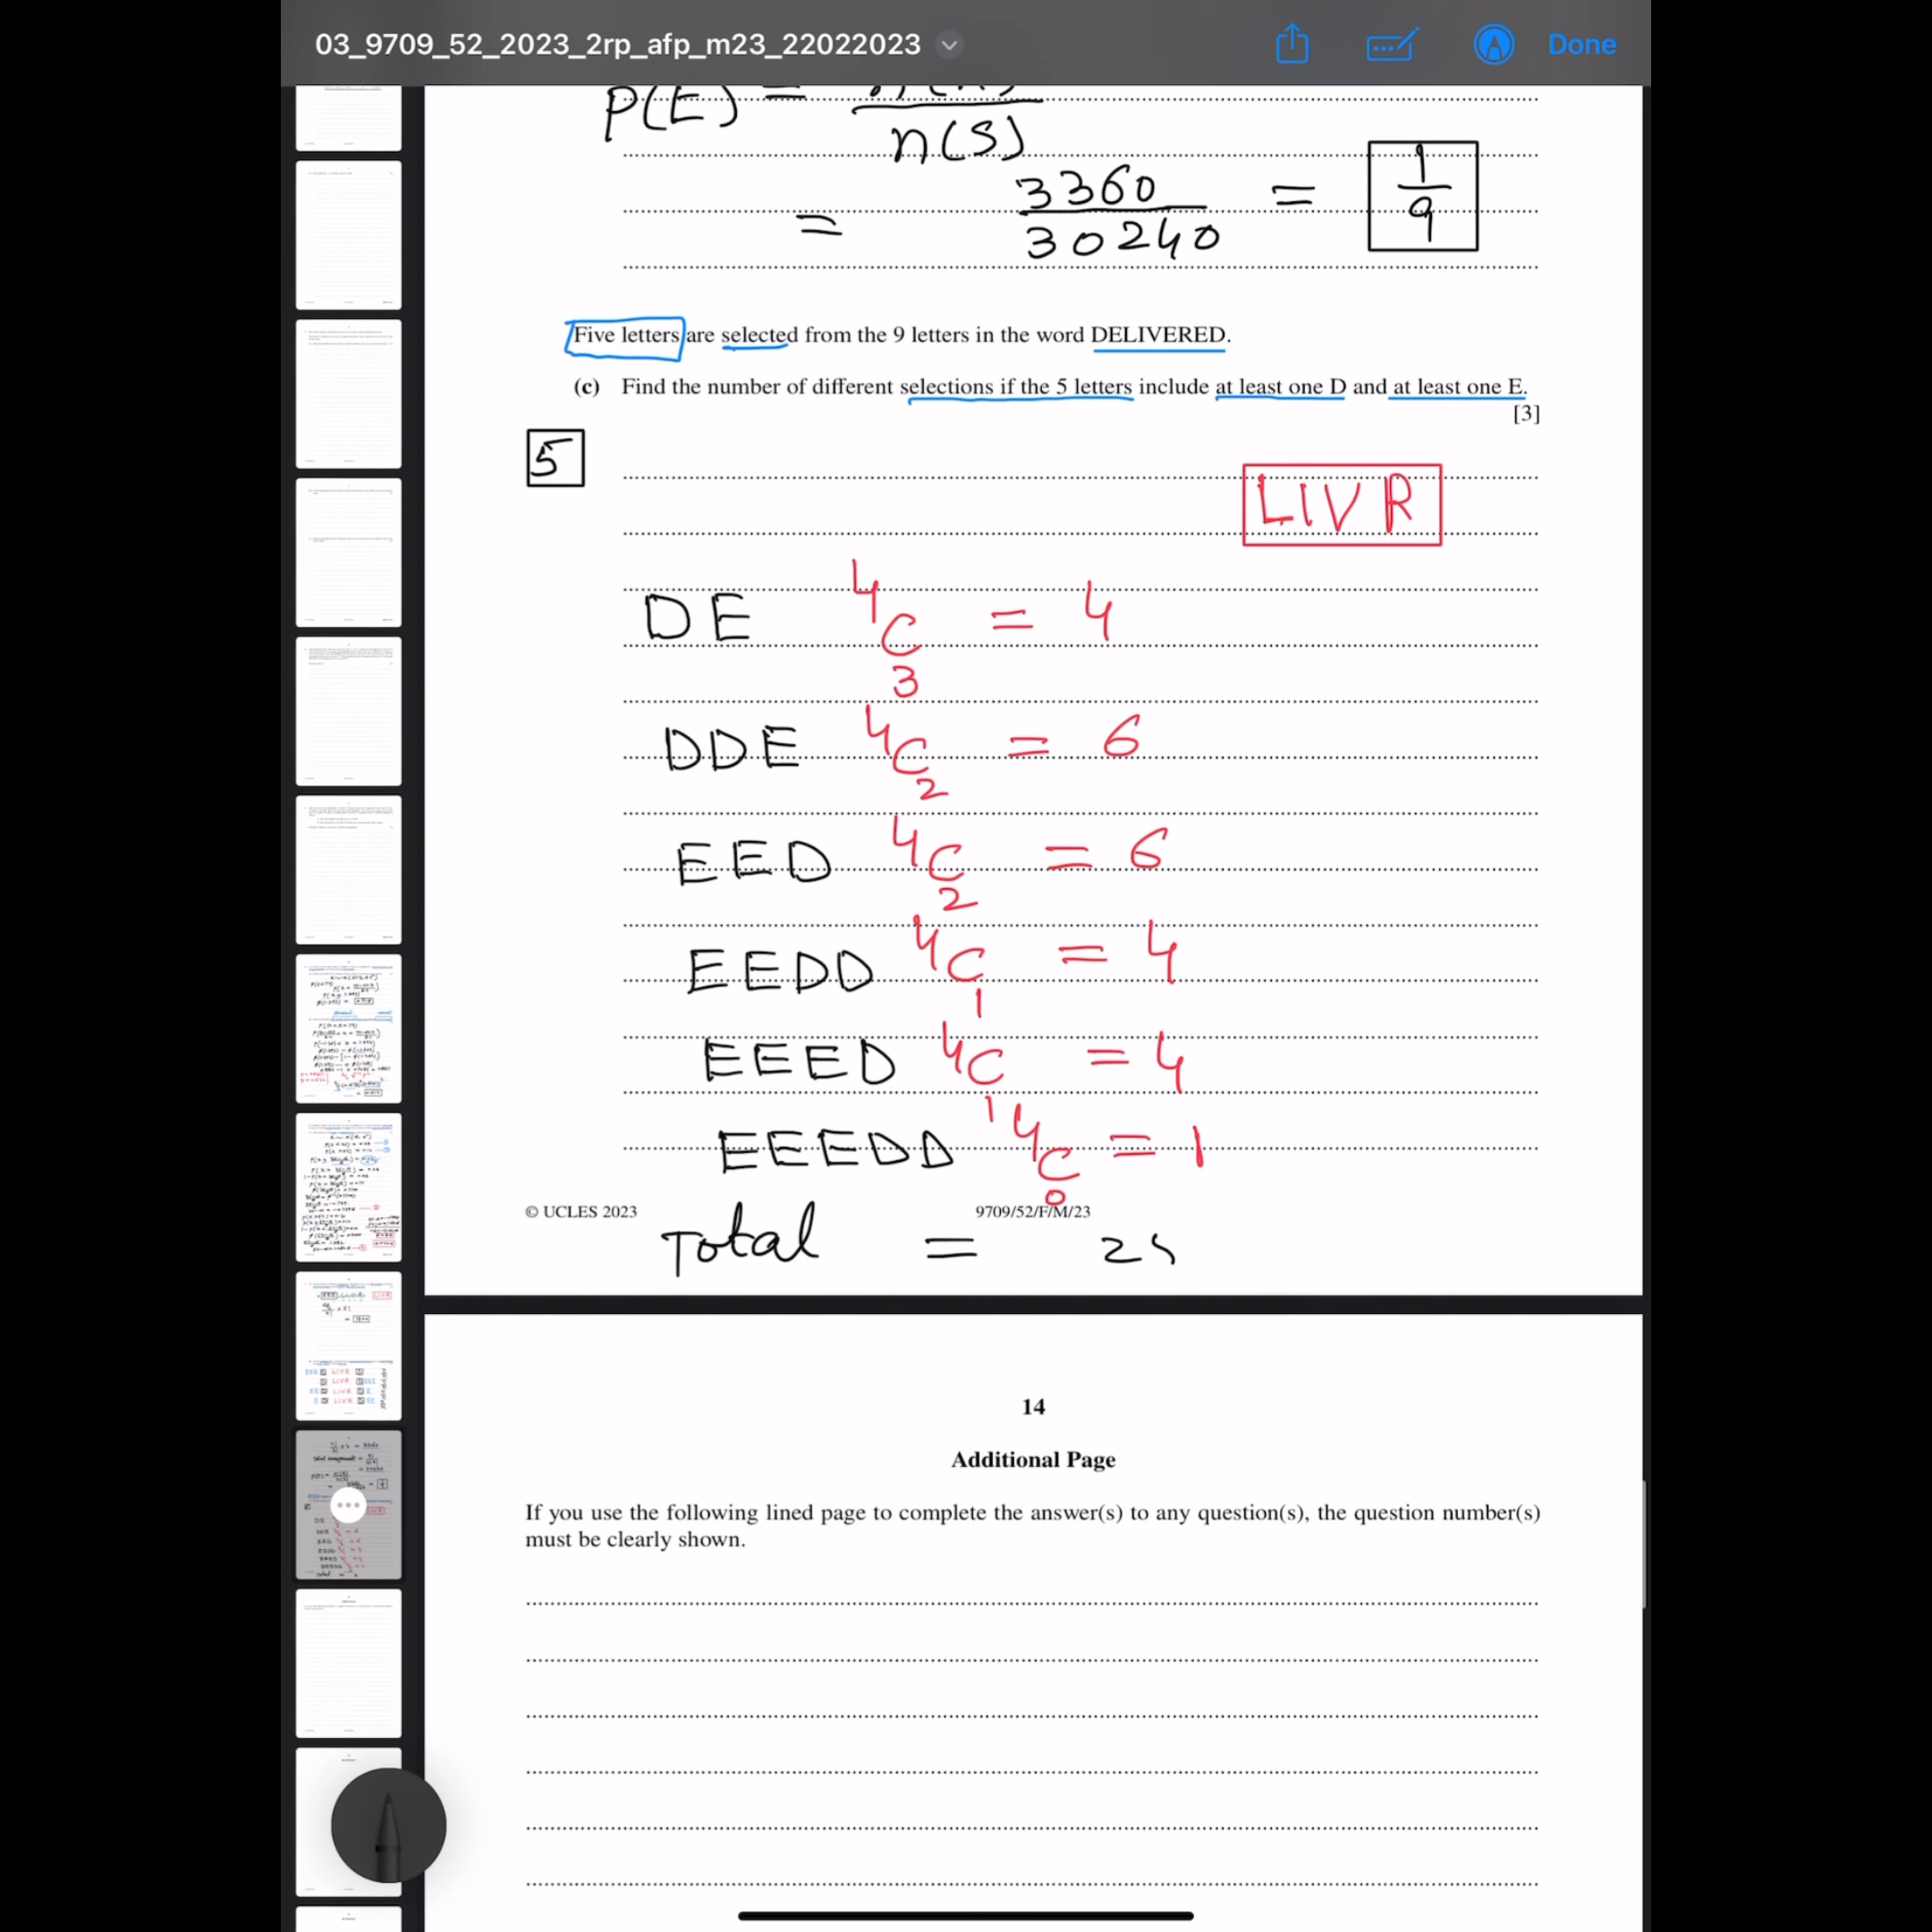 03_9709_52_2023_2rp_afp_m23_22022023
Done
P(E) =
n(S)
= 3360 / 30240 = 1/9
Five letters are selected from the 9 letters in the word DELIVERED.
(c) Find the number of different selections if the 5 letters include at least one D and at least one E.
[3]
5
LIVR
DE 4C3 = 4
DDE 4C2 = 6
EED 4C2 = 6
EEDD 4C1 = 4
EEED 4C1 = 4
EEEDD 4C0 = 1
© UCLES 2023
9709/52/F/M/23
Total =
14
Additional Page
If you use the following lined page to complete the answer(s) to any question(s), the question number(s)
must be clearly shown.